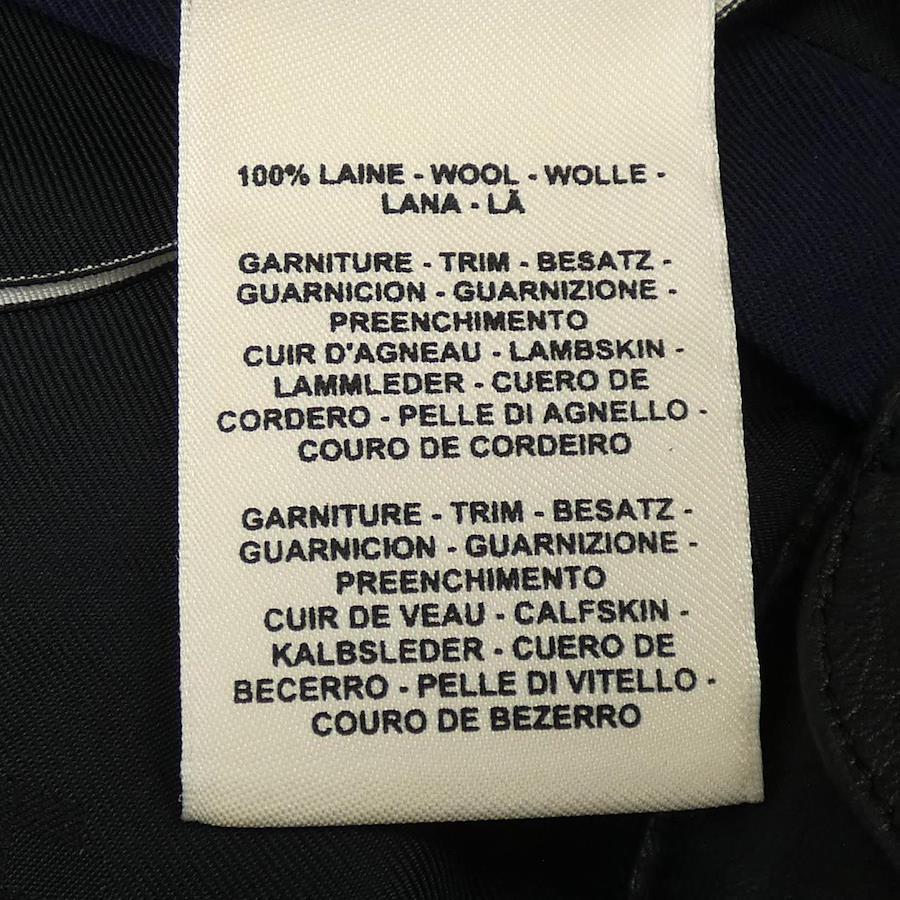 100% LAINE - WOOL - WOLLE -
LANA - LÃ
GARNITURE - TRIM - BESATZ -
GUARNICION - GUARNIZIONE -
PREENCHIMENTO
CUIR D'AGNEAU - LAMBSKIN -
LAMMLEDER - CUERO DE
CORDERO - PELLE DI AGNELLO -
COURO DE CORDEIRO
GARNITURE - TRIM - BESATZ -
GUARNICION - GUARNIZIONE -
PREENCHIMENTO
CUIR DE VEAU - CALFSKIN -
KALBSLEDER - CUERO DE
BECERRO - PELLE DI VITELLO -
COURO DE BEZERRO